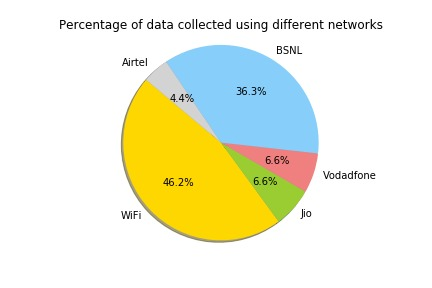 Percentage of data collected using different networks
BSNL
Airtel
36.3%
4.4%
6.6%
Vodadfone
46.2%
6.6%
WiFi
Jio